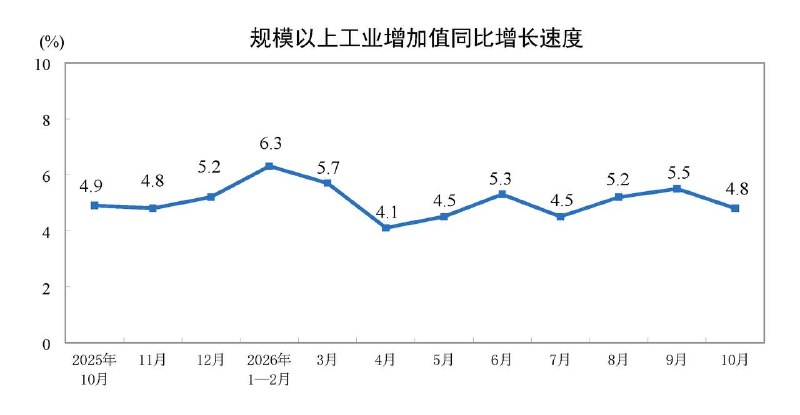 规模以上工业增加值同比增长速度
(%)
10
8
6
4
2
0
4.9
4.8
5.2
6.3
5.7
4.1
4.5
5.3
4.5
5.2
5.5
4.8
2025年
10月
11月
12月
2026年
1—2月
3月
4月
5月
6月
7月
8月
9月
10月